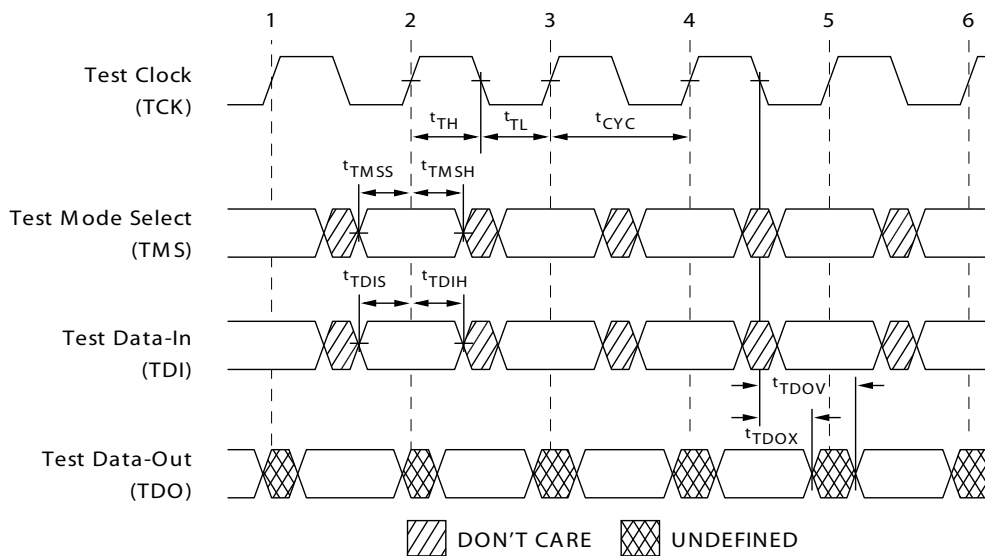 1 2 3 4 5 6
Test Clock
(TCK)
tTH tTL tCYC
tTMSS tTMSH
Test Mode Select
(TMS)
tTDIS tTDIH
Test Data-In
(TDI)
tTDOV
tTDOX
Test Data-Out
(TDO)
DON'T CARE UNDEFINED